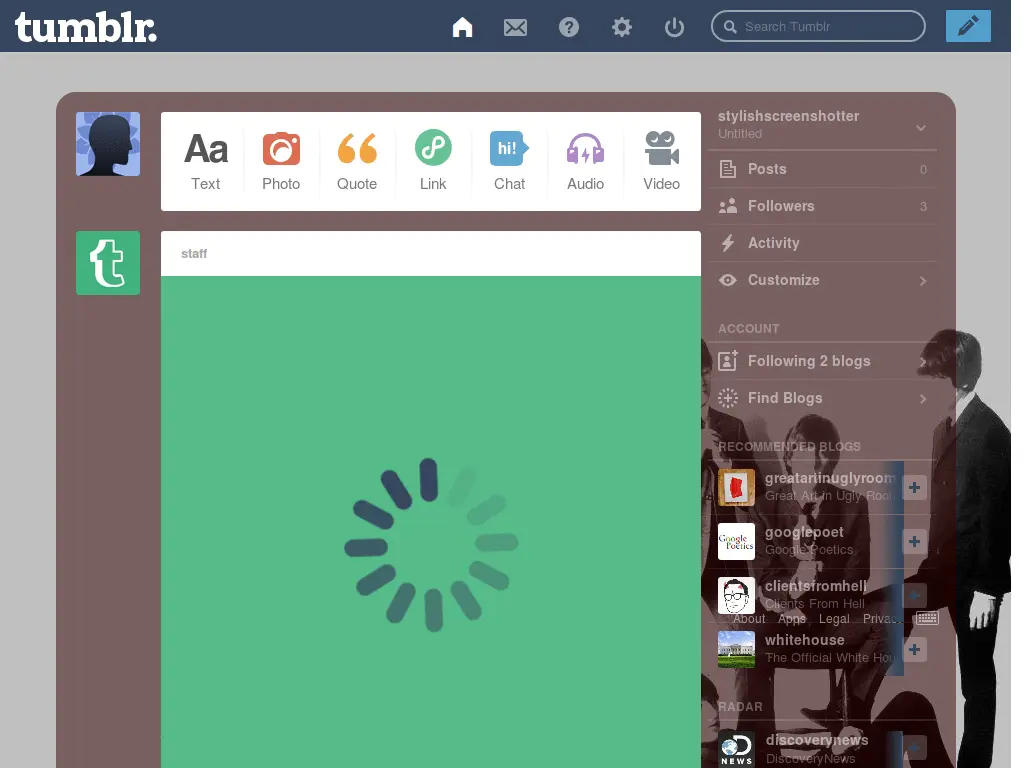 tumblr.
Search Tumblr
Aa
hi!
Text
Photo
Quote
Link
Chat
Audio
Video
staff
stylishscreenshotter
Untitled
Posts 0
Followers 3
Activity
Customize
ACCOUNT
Following 2 blogs
Find Blogs
RECOMMENDED BLOGS
greatartinuglyroom
Great Art in Ugly Roo
Google
Poetics
googlepoet
Google Poetics
clientsfromhell
Clients From Hell
About Apps Legal Privac
whitehouse
The Official White Hou
RADAR
D
NEWS
discoverynews
DiscoveryNews